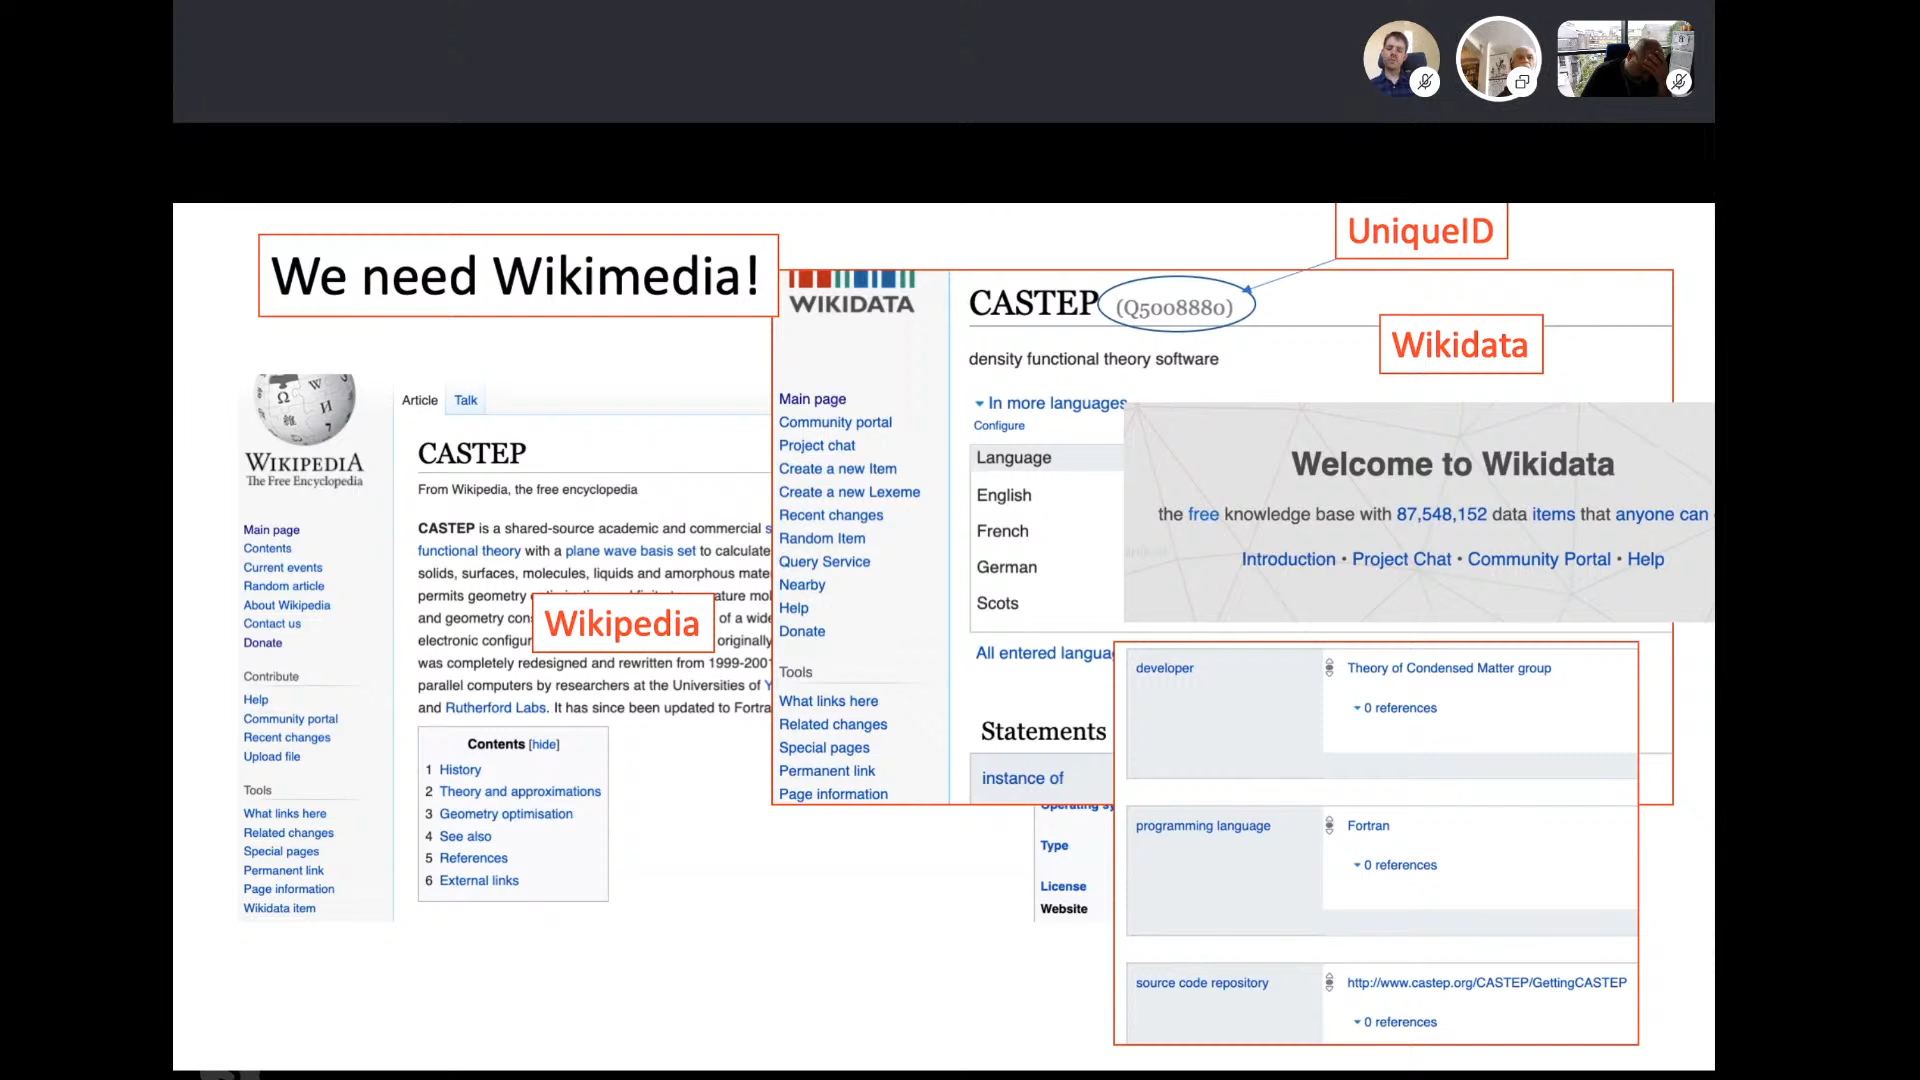 UniqueID
We need Wikimedia!
WIKIDATA
CASTEP (Q5008880)
Wikidata
density functional theory software
Main page
Community portal
Project chat
Create a new Item
Create a new Lexeme
Recent changes
Random Item
Query Service
Nearby
Help
Donate
Tools
What links here
Related changes
Special pages
Permanent link
Page information
In more languages
Configure
Language
English
French
German
Scots
All entered langua
Statements
instance of
Welcome to Wikidata
the free knowledge base with 87,548,152 data items that anyone can
Introduction • Project Chat • Community Portal • Help
developer
Theory of Condensed Matter group
0 references
programming language
Fortran
0 references
source code repository
http://www.castep.org/CASTEP/GettingCASTEP
0 references
WIKIPEDIA
The Free Encyclopedia
Main page
Contents
Current events
Random article
About Wikipedia
Contact us
Donate
Contribute
Help
Community portal
Recent changes
Upload file
Tools
What links here
Related changes
Special pages
Permanent link
Page information
Wikidata item
Article Talk
CASTEP
From Wikipedia, the free encyclopedia
CASTEP is a shared-source academic and commercial s
functional theory with a plane wave basis set to calculate
solids, surfaces, molecules, liquids and amorphous mate
permits geometry ature mol
and geometry con of a wide
electronic configur originally
was completely redesigned and rewritten from 1999-2001
parallel computers by researchers at the Universities of Y
and Rutherford Labs. It has since been updated to Fortra
Wikipedia
Contents [hide]
1 History
2 Theory and approximations
3 Geometry optimisation
4 See also
5 References
6 External links
Operating sy
Type
License
Website